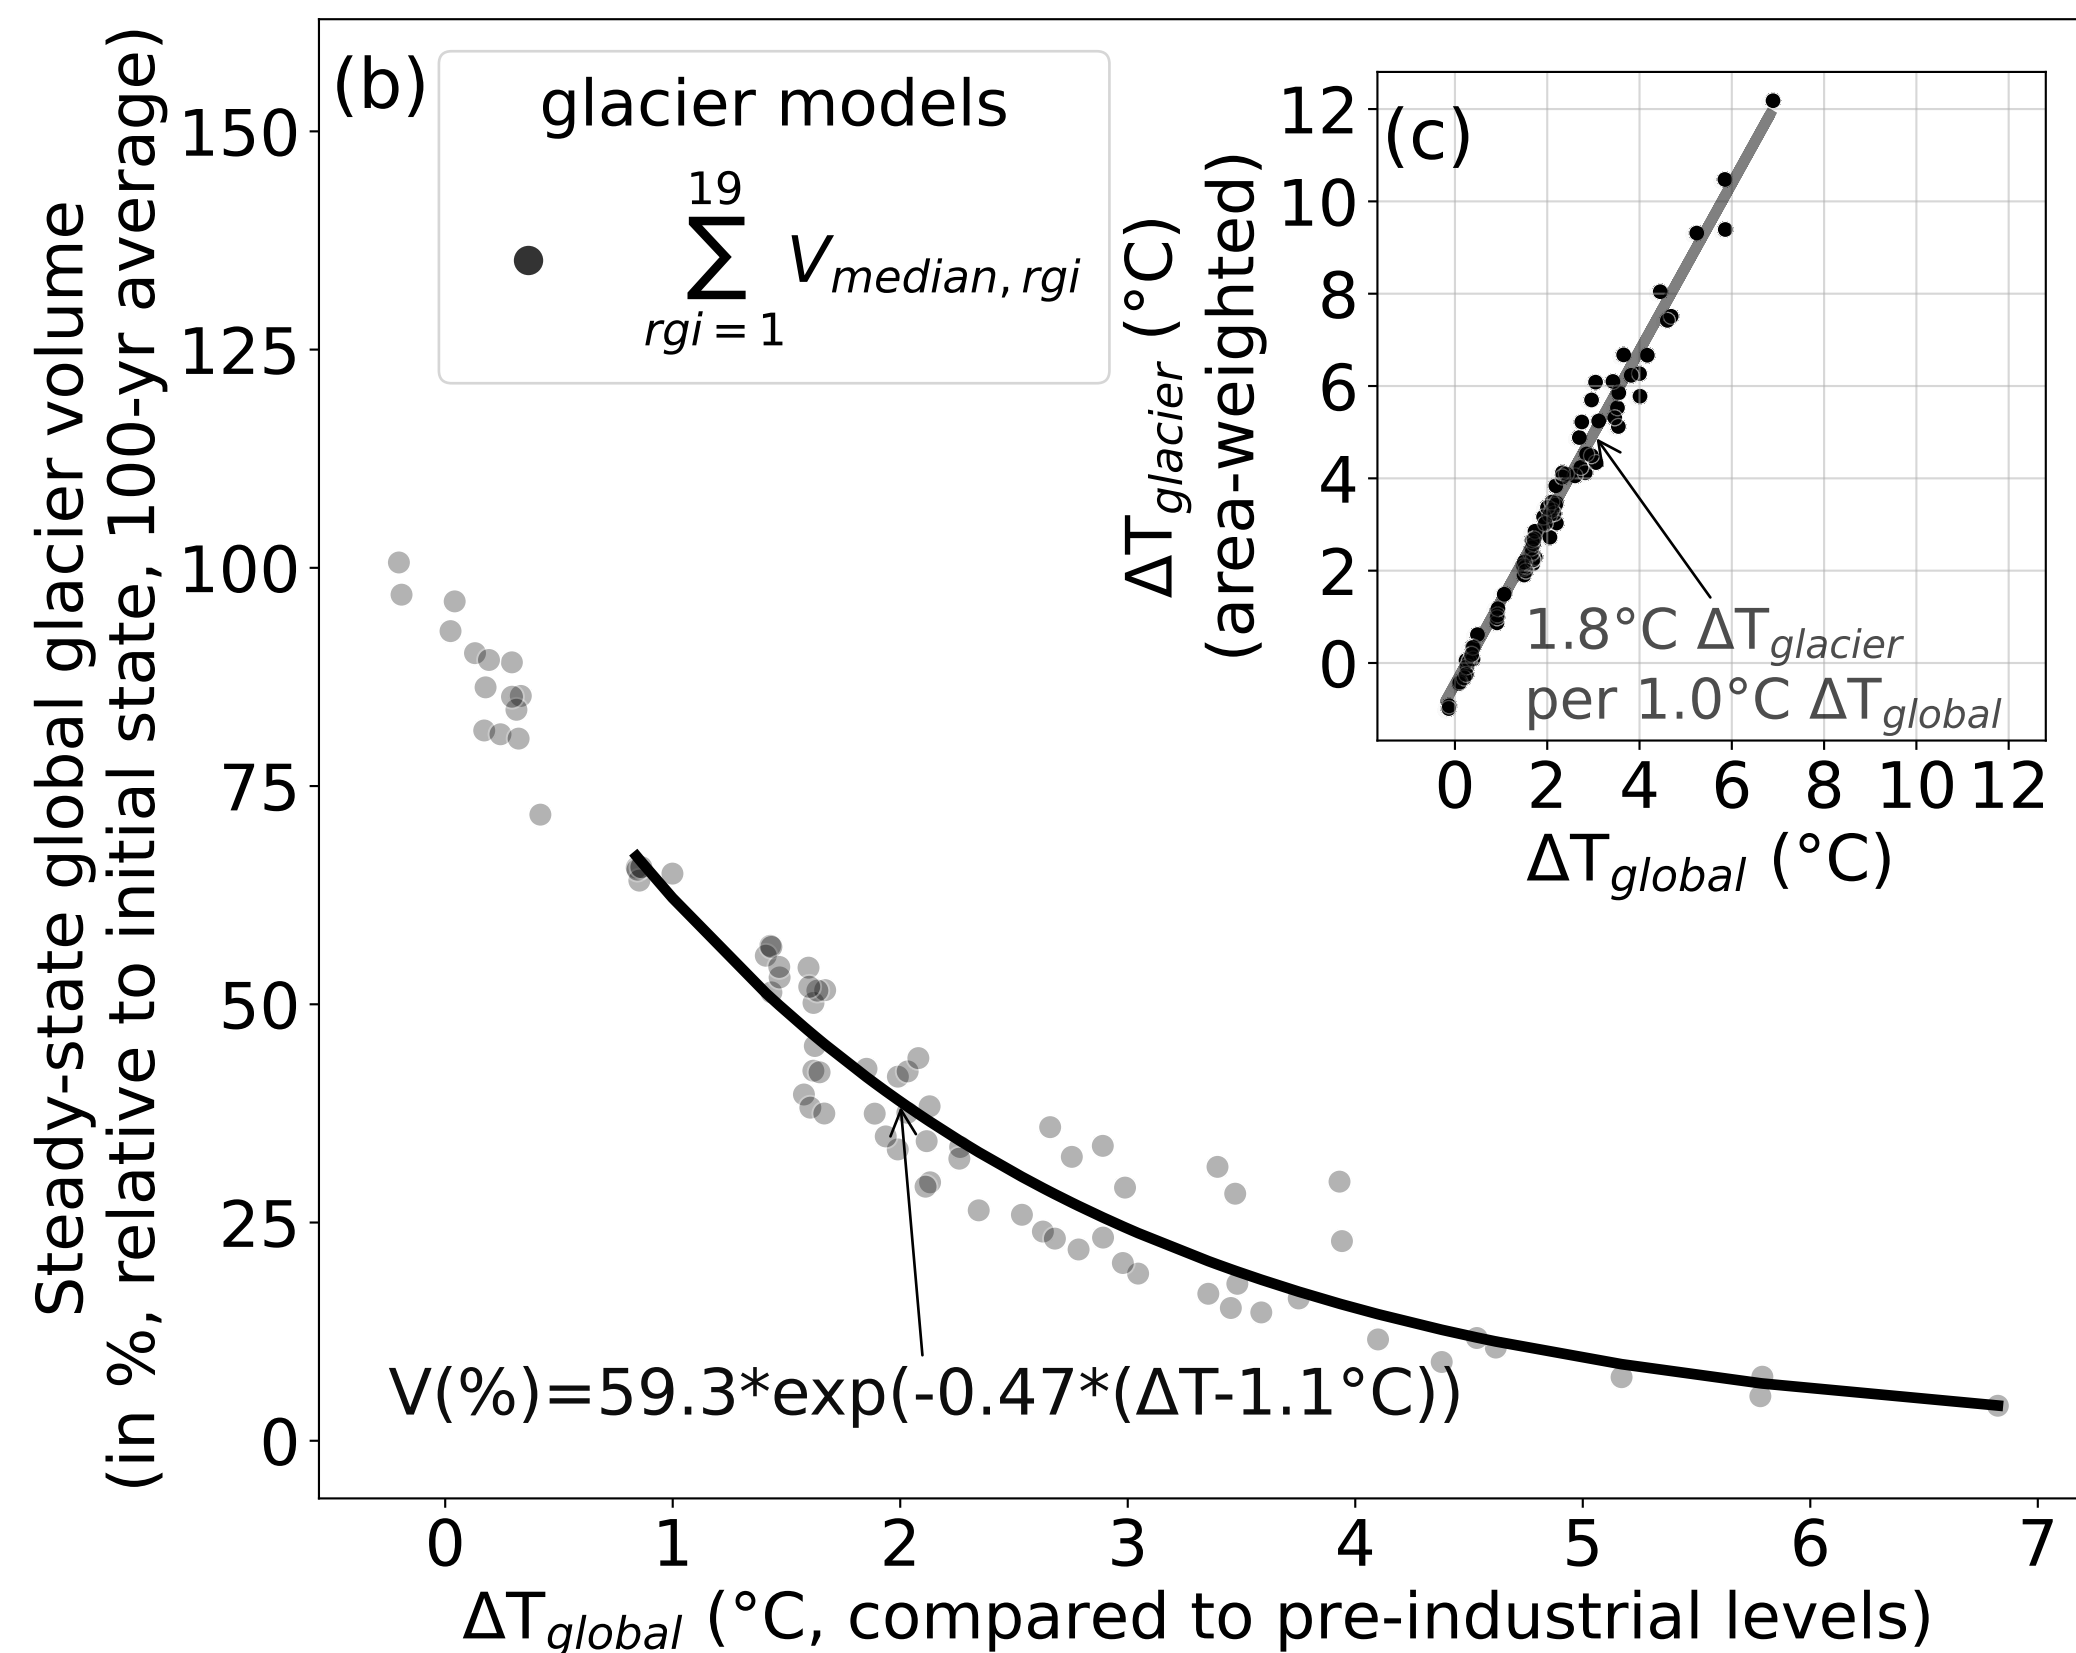 Steady-state global glacier volume
(in %, relative to initial state, 100-yr average)
150
125
100
75
50
25
0
(b)
glacier models
19
∑ V_median, rgi
rgi = 1
V(%)=59.3*exp(-0.47*(ΔT-1.1°C))
0 1 2 3 4 5 6 7
ΔT_global (°C, compared to pre-industrial levels)
ΔT_glacier (°C)
(area-weighted)
12
10
8
6
4
2
0
(c)
1.8°C ΔT_glacier
per 1.0°C ΔT_global
0 2 4 6 8 10 12
ΔT_global (°C)